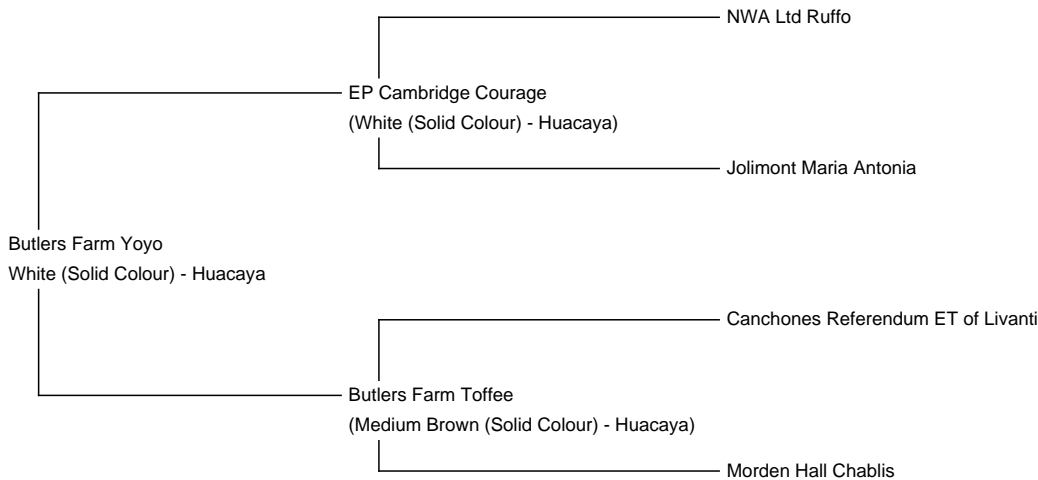 NWA Ltd Ruffo
EP Cambridge Courage
(White (Solid Colour) - Huacaya)
Jolimont Maria Antonia
Butlers Farm Yoyo
White (Solid Colour) - Huacaya
Canchones Referendum ET of Livanti
Butlers Farm Toffee
(Medium Brown (Solid Colour) - Huacaya)
Morden Hall Chablis